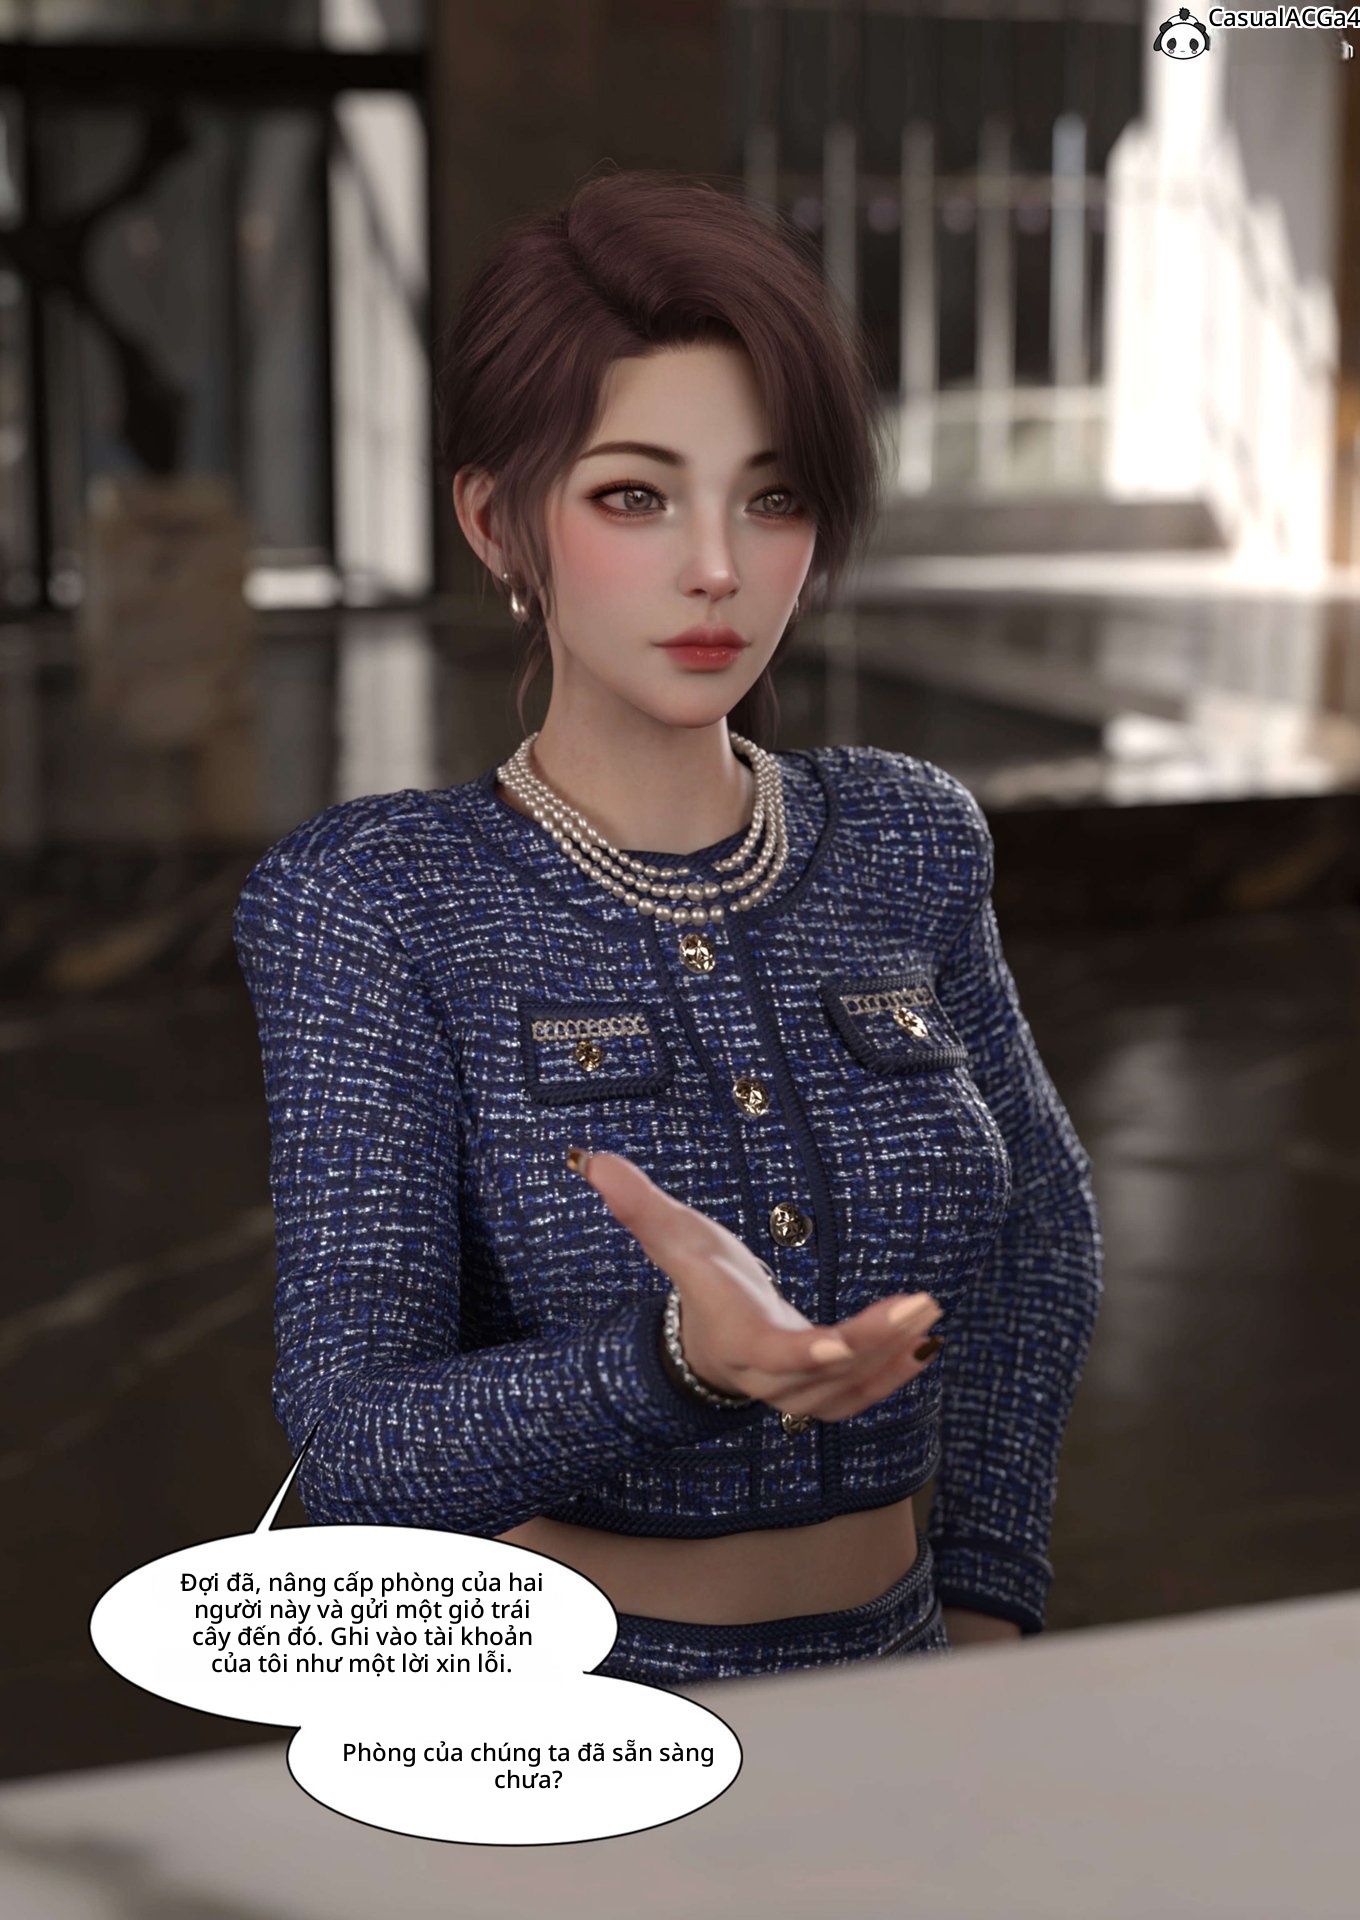 CasualACGa4
h
Đợi đã, nâng cấp phòng của hai
người này và gửi một giỏ trái
cây đến đó. Ghi vào tài khoản
của tôi như một lời xin lỗi.
Phòng của chúng ta đã sẵn sàng
chưa?